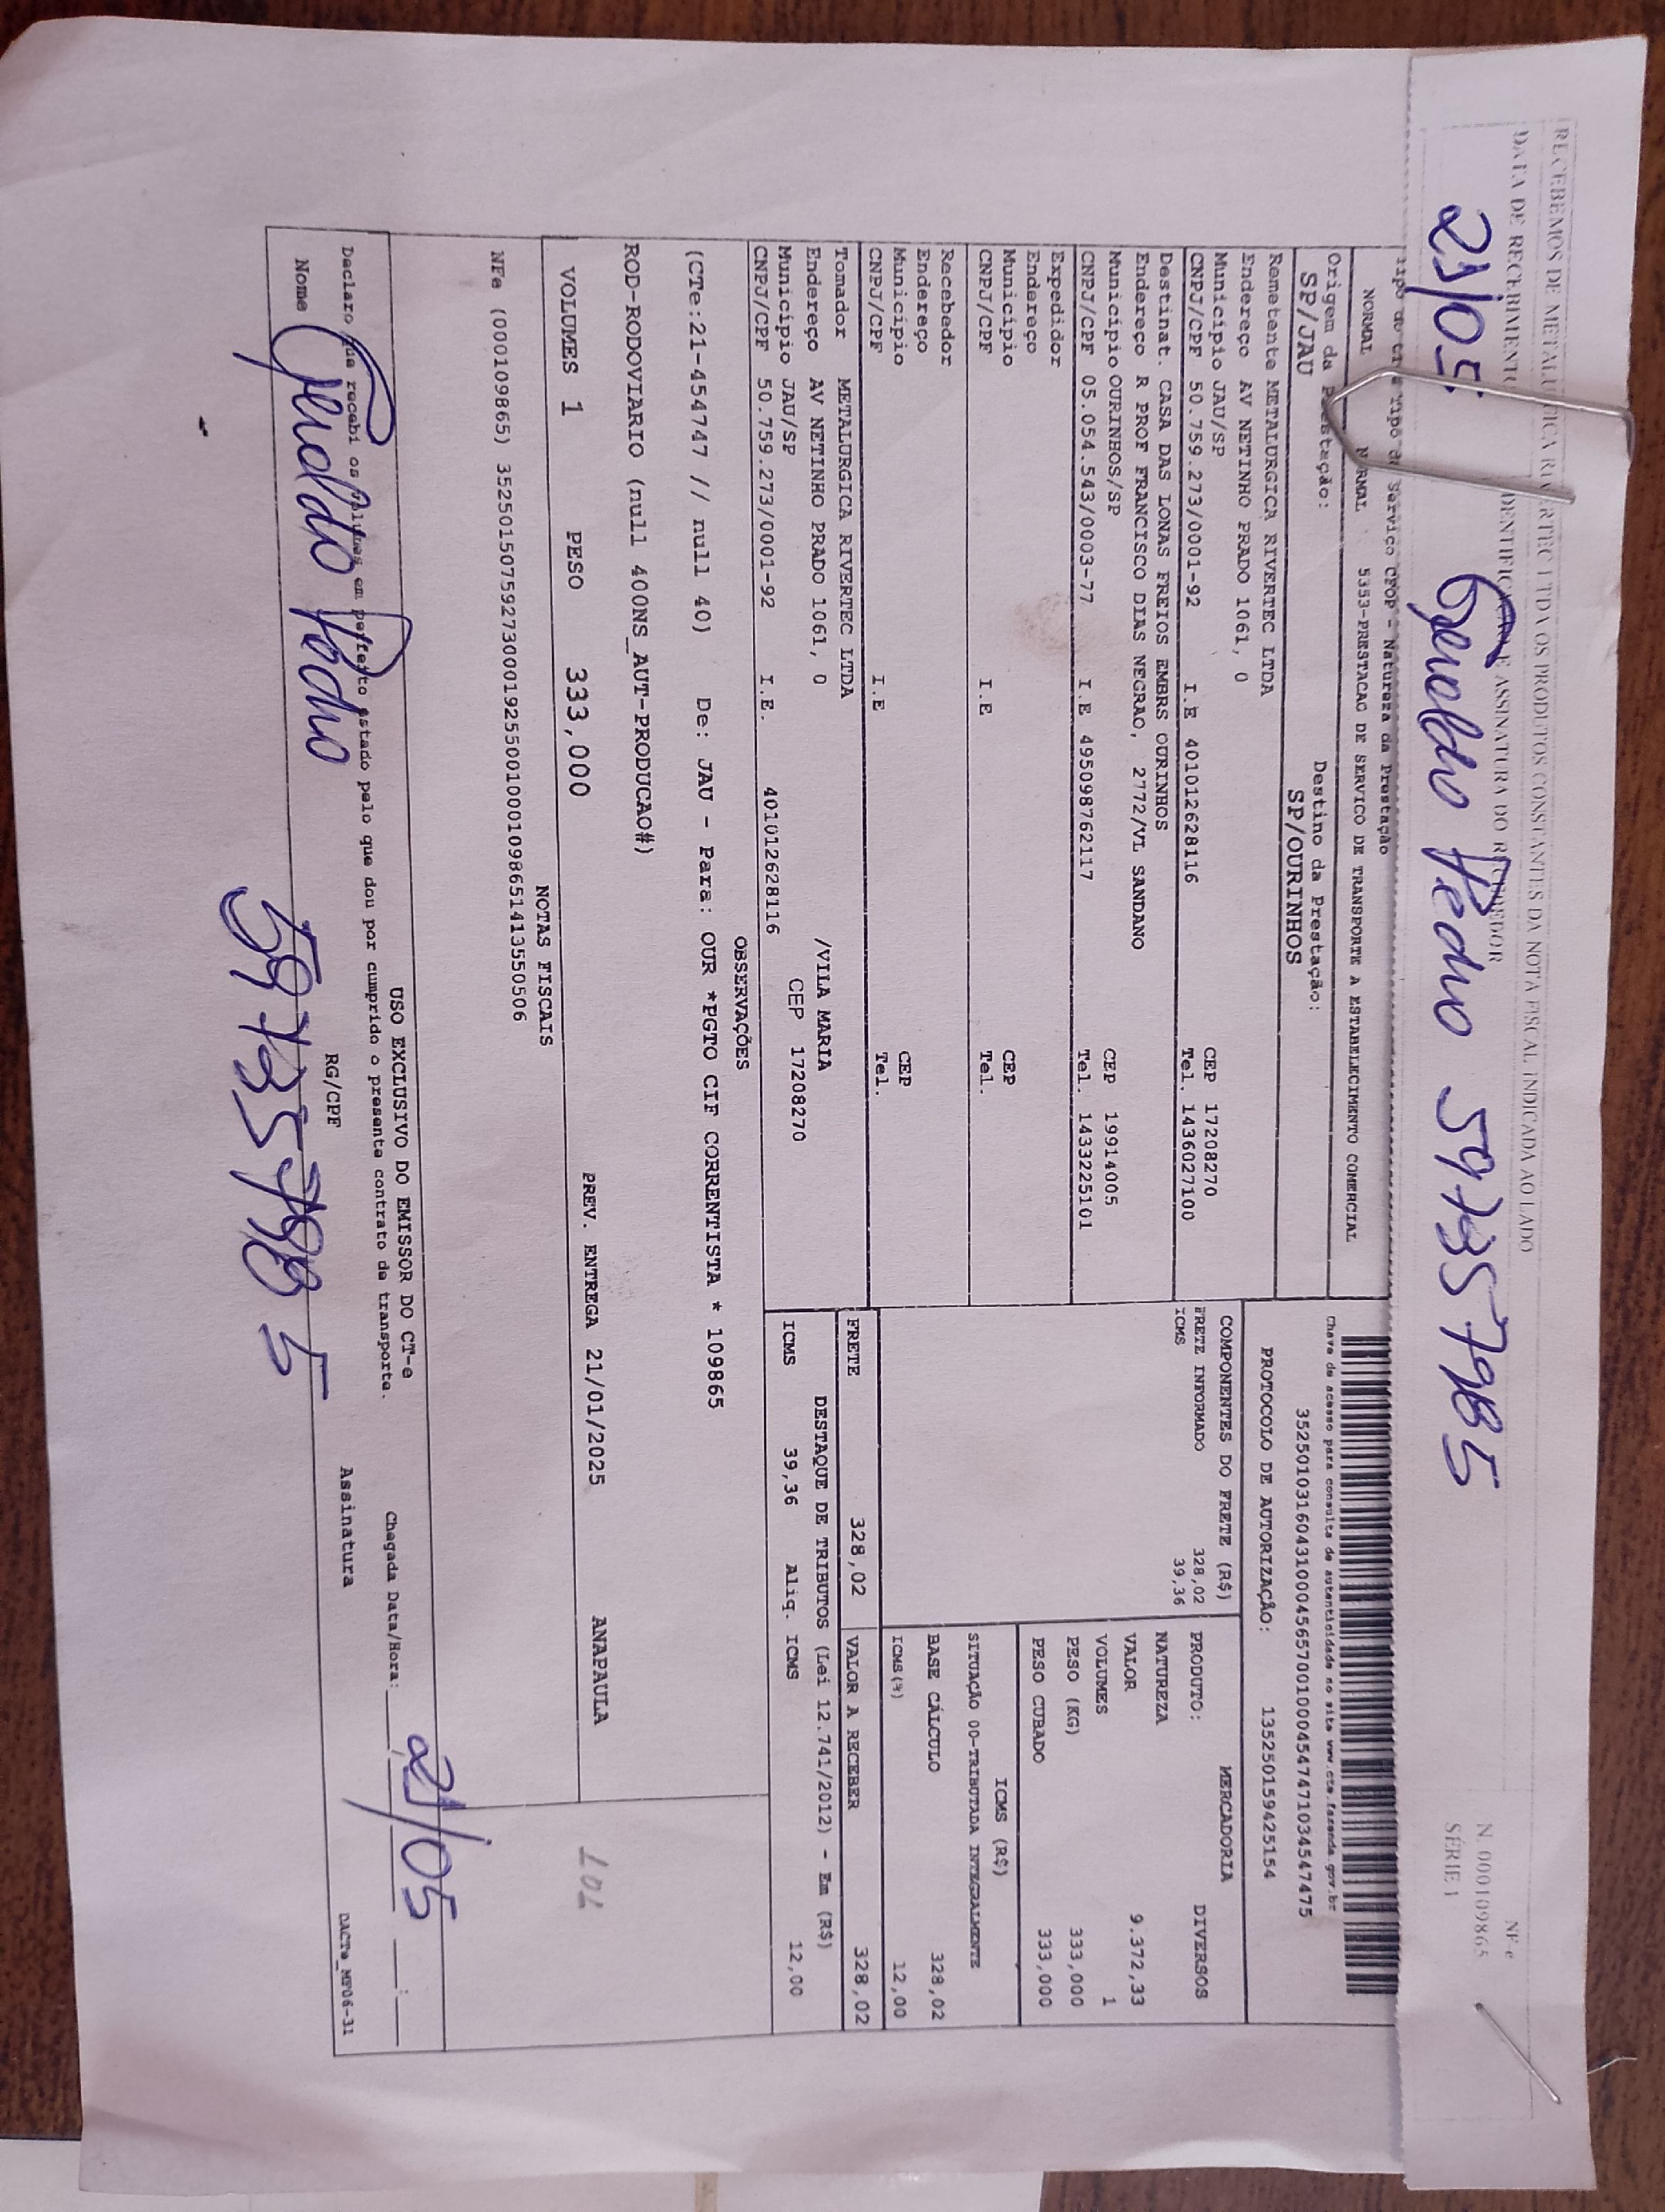 RECEBEMOS DE METALURGICA RIVERTEC LTDA OS PRODUTOS CONSTANTES DA NOTA FISCAL INDICADA AO LADO
DATA DE RECEBIMENTO
IDENTIFICAÇÃO E ASSINATURA DO RECEBEDOR
NF-e
N. 000109865
SÉRIE 1
21/05 Geraldo Pedro 597357985
Tipo do CTe Tipo do Serviço CFOP - Natureza da Prestação
NORMAL NORMAL 5353-PRESTACAO DE SERVICO DE TRANSPORTE A ESTABELECIMENTO COMERCIAL
Origem da Prestação: Destino da Prestação:
SP/JAU SP/OURINHOS
Chave de acesso para consulta de autenticidade no site www.cte.fazenda.gov.br
PROTOCOLO DE AUTORIZAÇÃO: 135250159425154
Remetente METALURGICA RIVERTEC LTDA
Endereço AV NETINHO PRADO 1061, 0
Municipio JAU/SP CEP 17208270
CNPJ/CPF 50.759.273/0001-92 I.E 401012628116 Tel. 1436027100
Destinat. CASA DAS LONAS FREIOS EMBRS OURINHOS
Endereço R PROF FRANCISCO DIAS NEGRAO, 2772/VL SANDANO
Municipio OURINHOS/SP CEP 19914005
CNPJ/CPF 05.054.543/0003-77 I.E 495098762117 Tel. 1433225101
Expedidor
Endereço
Municipio CEP
CNPJ/CPF I.E Tel.
Recebedor
Endereço
Municipio CEP
CNPJ/CPF I.E Tel.
Tomador METALURGICA RIVERTEC LTDA
Endereço AV NETINHO PRADO 1061, 0 /VILA MARIA
Municipio JAU/SP CEP 17208270
CNPJ/CPF 50.759.273/0001-92 I.E. 401012628116
COMPONENTES DO FRETE (R$)
FRETE INFORMADO 328,02
ICMS 39,36
MERCADORIA
PRODUTO: DIVERSOS
NATUREZA
VALOR 9.372,33
VOLUMES 1
PESO (KG) 333,000
PESO CUBADO 333,000
ICMS (R$)
SITUAÇÃO 00-TRIBUTADA INTEGRALMENTE
BASE CÁLCULO 328,02
ICMS(%) 12,00
FRETE 328,02 VALOR A RECEBER 328,02
DESTAQUE DE TRIBUTOS (Lei 12.741/2012) - Em (R$)
ICMS 39,36 Aliq. ICMS 12,00
OBSERVAÇÕES
(CTe:21-454747 // null 40) De: JAU - Para: OUR *PGTO CIF CORRENTISTA * 109865
ROD-RODOVIARIO (null 400NS_AUT-PRODUCAO#)
VOLUMES 1 PESO 333,000 PREV. ENTREGA 21/01/2025 ANAPAULA
NOTAS FISCAIS
USO EXCLUSIVO DO EMISSOR DO CT-e
Declaro que recebi os volumes em perfeito estado pelo que dou por cumprido o presente contrato de transporte.
Chegada Data/Hora: 21/05
Nome Geraldo Pedro RG/CPF 597357985 Assinatura
DACTe_MP06-31